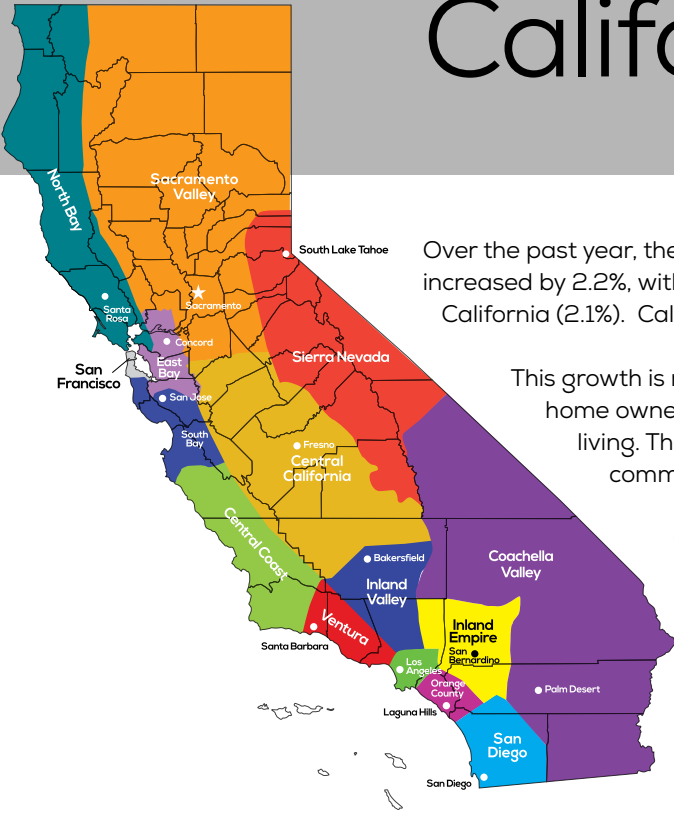 Califo
Over the past year, the
increased by 2.2%, with
California (2.1%). Cal
This growth is
home owne
living. Th
comm
North Bay
Sacramento
Valley
South Lake Tahoe
Sacramento
Santa
Rosa
Concord
East
Bay
San
Francisco
Sierra Nevada
San Jose
South
Bay
Fresno
Central
California
Central Coast
Bakersfield
Inland
Valley
Coachella
Valley
Ventura
Santa Barbara
Inland
Empire
San
Bernardino
Los
Angeles
Orange
County
Laguna Hills
Palm Desert
San
Diego
San Diego